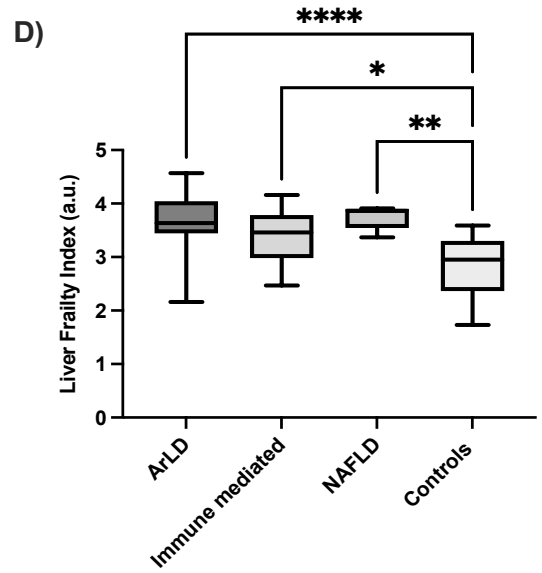 D)
****
*
**
Liver Frailty Index (a.u.)
5
4
3
2
1
0
ArLD
Immune mediated
NAFLD
Controls